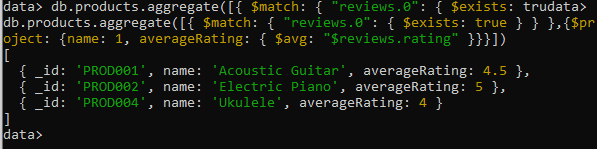 data> db.products.aggregate([{ $match: { "reviews.0": { $exists: trudata>
db.products.aggregate([{ $match: { "reviews.0": { $exists: true } } },{$pr
oject: {name: 1, averageRating: { $avg: "$reviews.rating" }}}])
[
  { _id: 'PROD001', name: 'Acoustic Guitar', averageRating: 4.5 },
  { _id: 'PROD002', name: 'Electric Piano', averageRating: 5 },
  { _id: 'PROD004', name: 'Ukulele', averageRating: 4 }
]
data>